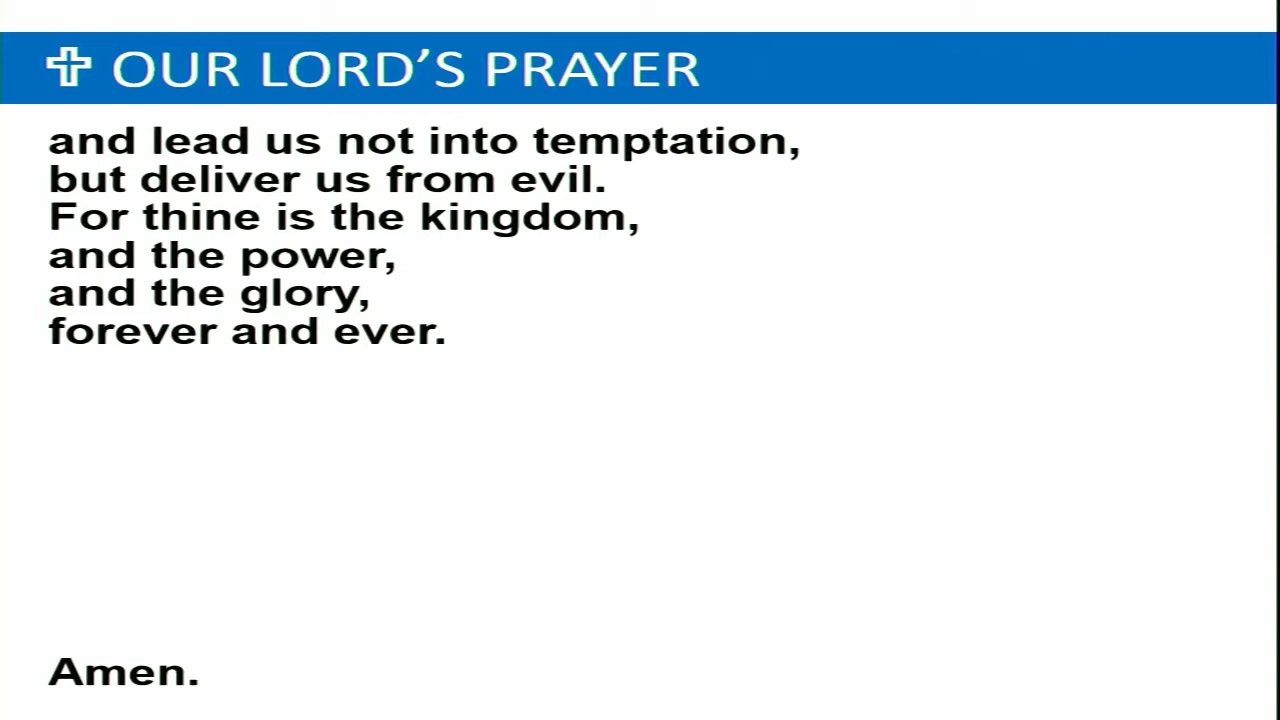 ✞ OUR LORD’S PRAYER
and lead us not into temptation,
but deliver us from evil.
For thine is the kingdom,
and the power,
and the glory,
forever and ever.
Amen.